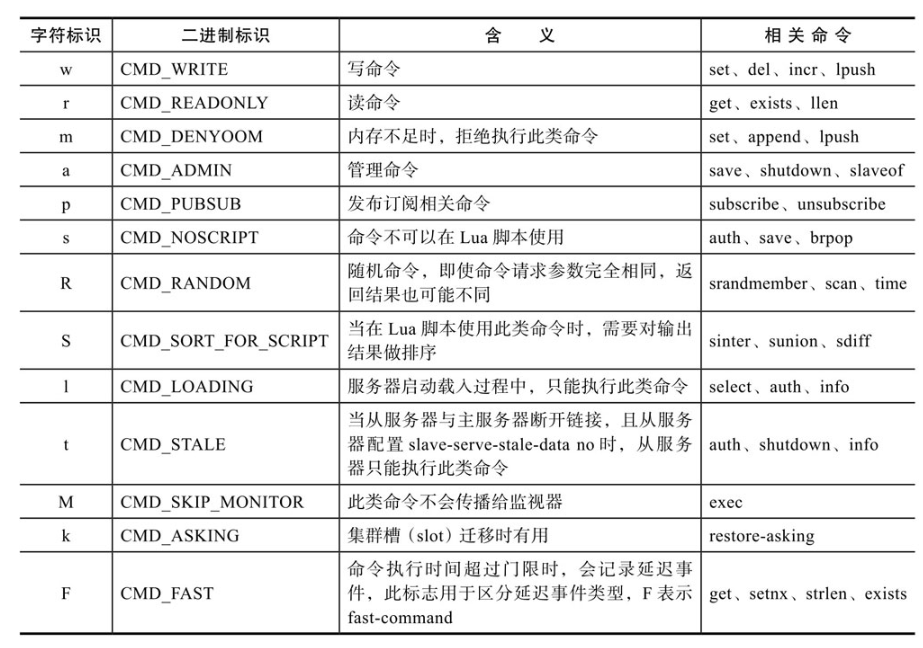 字符标识 二进制标识 含 义 相关命令
w CMD_WRITE 写命令 set、del、incr、lpush
r CMD_READONLY 读命令 get、exists、llen
m CMD_DENYOOM 内存不足时，拒绝执行此类命令 set、append、lpush
a CMD_ADMIN 管理命令 save、shutdown、slaveof
p CMD_PUBSUB 发布订阅相关命令 subscribe、unsubscribe
s CMD_NOSCRIPT 命令不可以在 Lua 脚本使用 auth、save、brpop
R CMD_RANDOM 随机命令，即使命令请求参数完全相同，返
回结果也可能不同 srandmember、scan、time
S CMD_SORT_FOR_SCRIPT 当在 Lua 脚本使用此类命令时，需要对输出
结果做排序 sinter、sunion、sdiff
l CMD_LOADING 服务器启动载入过程中，只能执行此类命令 select、auth、info
t CMD_STALE 当从服务器与主服务器断开链接，且从服务
器配置 slave-serve-stale-data no 时，从服务
器只能执行此类命令 auth、shutdown、info
M CMD_SKIP_MONITOR 此类命令不会传播给监视器 exec
k CMD_ASKING 集群槽（slot）迁移时有用 restore-asking
F CMD_FAST 命令执行时间超过门限时，会记录延迟事
件，此标志用于区分延迟事件类型，F 表示
fast-command get、setnx、strlen、exists